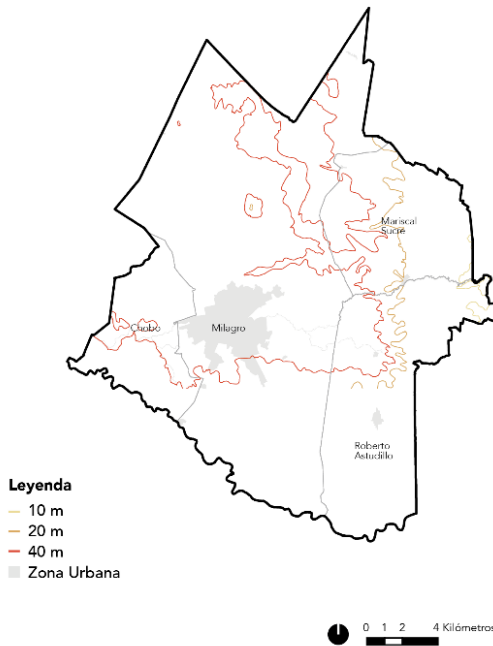 Mariscal
Sucre
Chobo
Milagro
Roberto
Astudillo
Leyenda
10 m
20 m
40 m
Zona Urbana
0 1 2 4 Kilómetros